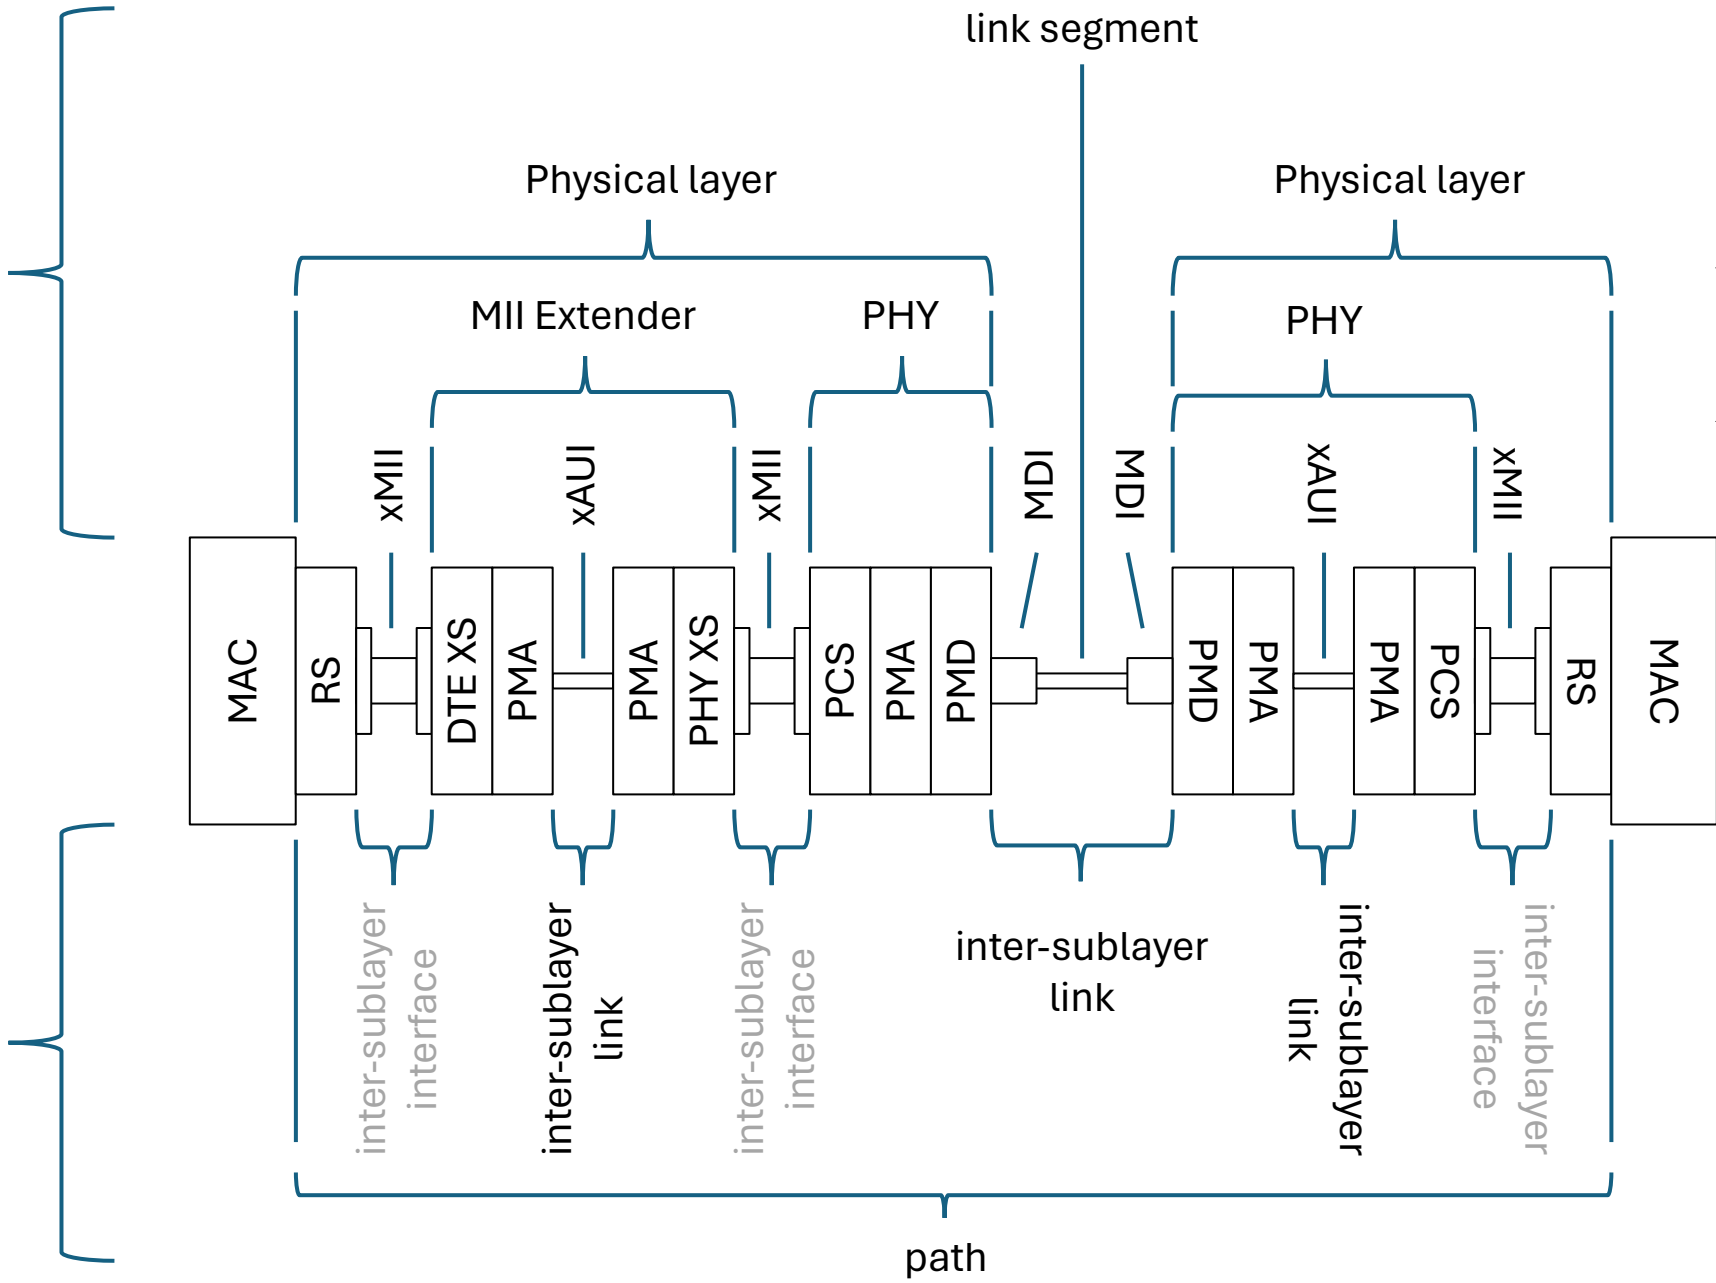 link segment
Physical layer
Physical layer
MII Extender
PHY
PHY
xMII
xAUI
xMII
MDI
MDI
xAUI
xMII
MAC
RS
DTE XS
PMA
PMA
PHY XS
PCS
PMA
PMD
PMD
PMA
PMA
PCS
RS
MAC
inter-sublayer
interface
inter-sublayer
link
inter-sublayer
interface
inter-sublayer
link
inter-sublayer
link
inter-sublayer
interface
path